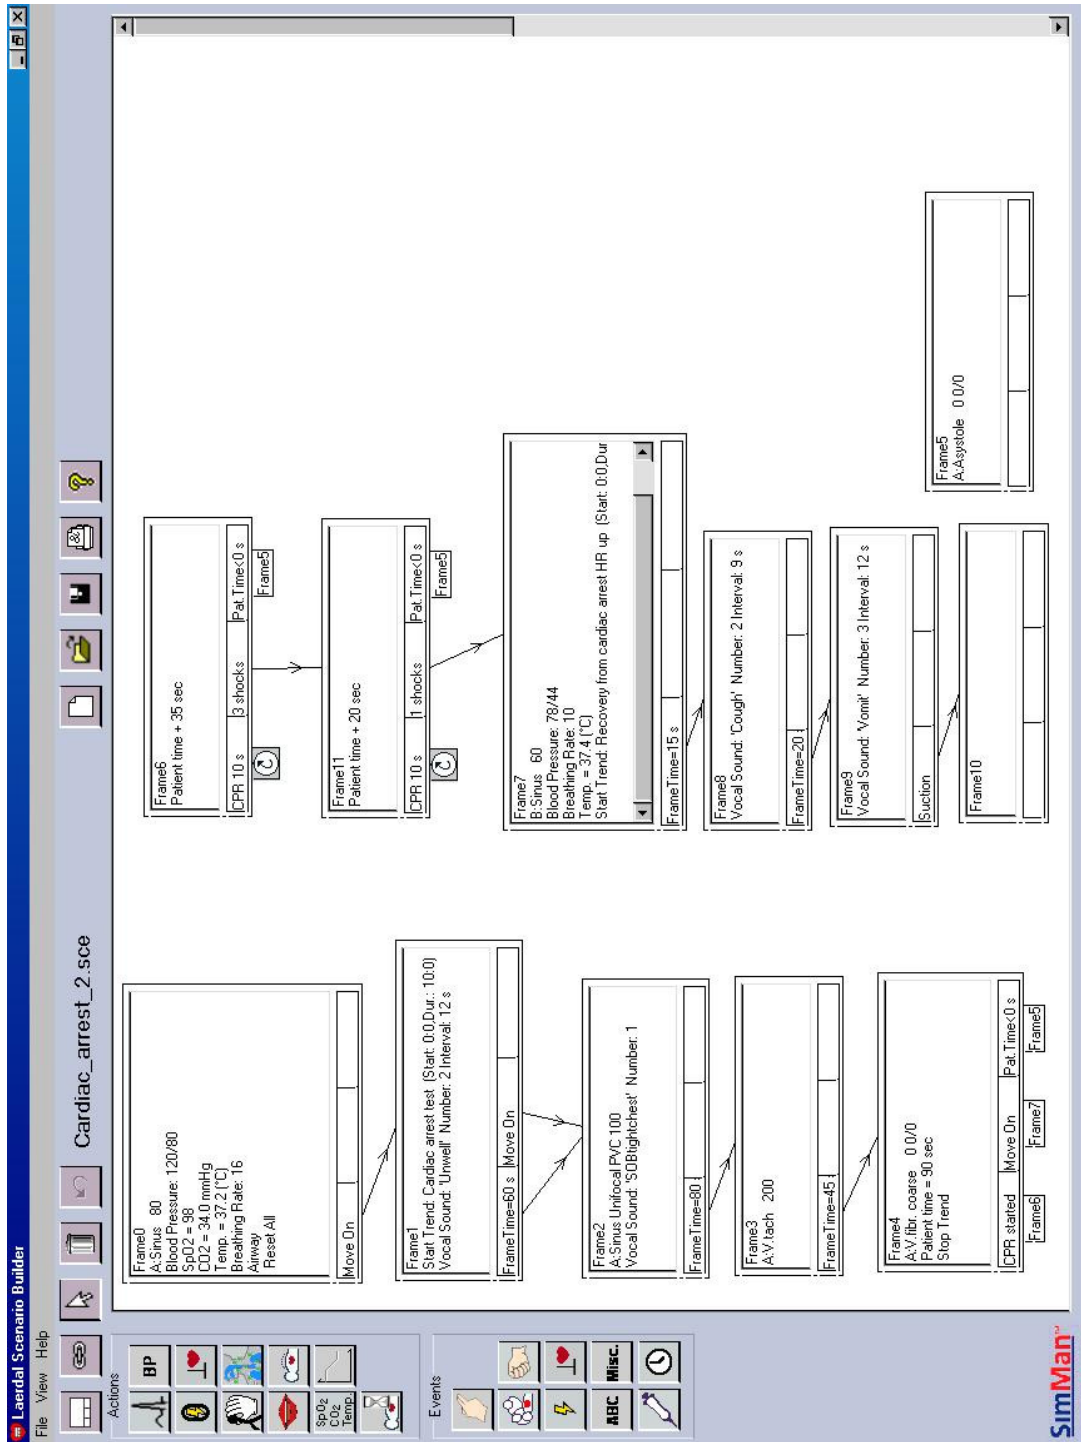 Laerdal Scenario Builder
File View Help
Cardiac_arrest_2.sce
Actions
BP
SpO2
CO2
Temp.
Events
ABC
Misc.
SimMan™
Frame0
A:Sinus 80
Blood Pressure: 120/80
SpO2 = 98
CO2 = 34.0 mmHg
Temp. = 37.2 (°C)
Breathing Rate: 16
Airway
Reset All
Move On
Frame1
Start Trend: Cardiac arrest test (Start: 0:0,Dur.: 10:0)
Vocal Sound: 'Unwell' Number: 2 Interval: 12 s
FrameTime=60 s Move On
Frame2
A:Sinus Unifocal PVC 100
Vocal Sound: 'SOBtightchest' Number: 1
FrameTime=80
Frame3
A:V.tach 200
FrameTime=45
Frame4
A:V.fibr. coarse 0 0/0
Patient time = 90 sec
Stop Trend
CPR started Move On Pat.Time<0 s
Frame6 Frame7 Frame5
Frame6
Patient time + 35 sec
CPR 10 s 3 shocks Pat.Time<0 s
Frame5
Frame11
Patient time + 20 sec
CPR 10 s 1 shocks Pat.Time<0 s
Frame5
Frame7
B:Sinus 60
Blood Pressure: 78/44
Breathing Rate: 10
Temp. = 37.4 (°C)
Start Trend: Recovery from cardiac arrest HR up (Start: 0:0,Dur
FrameTime=15 s
Frame8
Vocal Sound: 'Cough' Number: 2 Interval: 9 s
FrameTime=20
Frame9
Vocal Sound: 'Vomit' Number: 3 Interval: 12 s
Suction
Frame10
Frame5
A:Asystole 0 0/0